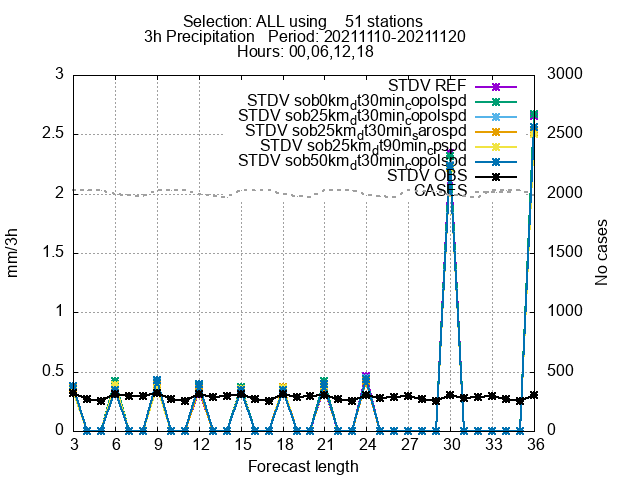 Selection: ALL using    51 stations
3h Precipitation   Period: 20211110-20211120
Hours: 00,06,12,18
STDV REF
STDV sob0km_dt30min_copolspd
STDV sob25km_dt30min_copolspd
STDV sob25km_dt30min_sarospd
STDV sob25km_dt90min_cpspd
STDV sob50km_dt30min_copolspd
STDV OBS
CASES
3
2.5
2
1.5
1
0.5
0
mm/3h
3000
2500
2000
1500
1000
500
0
No cases
3 6 9 12 15 18 21 24 27 30 33 36
Forecast length